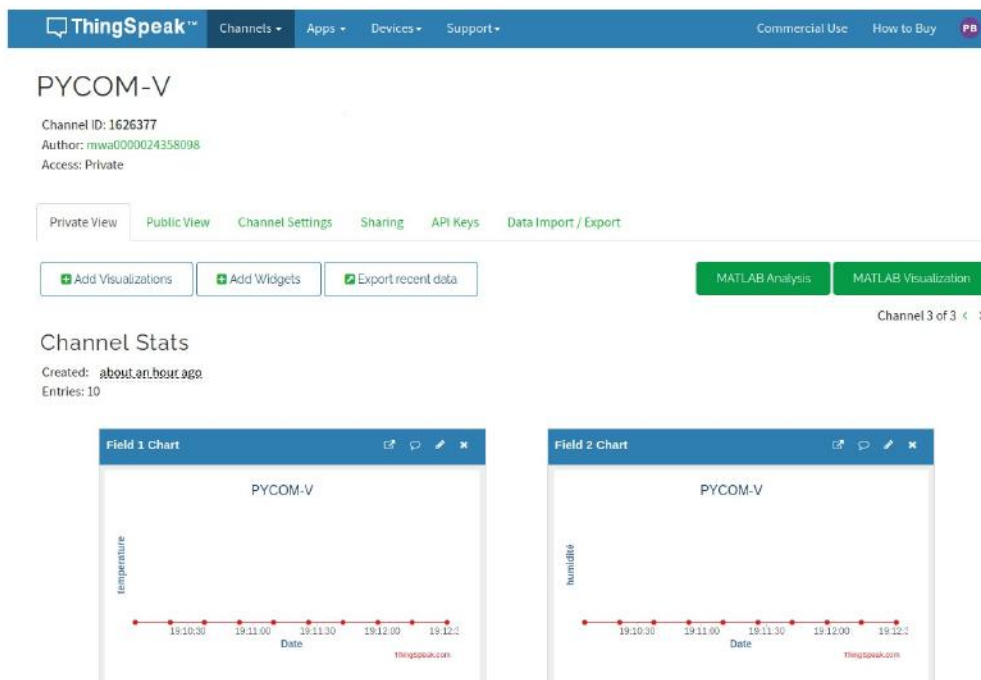 ThingSpeak™ Channels Apps Devices Support Commercial Use How to Buy PB
PYCOM-V
Channel ID: 1626377
Author: mwa0000024358098
Access: Private
Private View Public View Channel Settings Sharing API Keys Data Import / Export
Add Visualizations Add Widgets Export recent data MATLAB Analysis MATLAB Visualization
Channel 3 of 3 <
Channel Stats
Created: about an hour ago
Entries: 10
Field 1 Chart
PYCOM-V
temperature
19:10:30 19:11:00 19:11:30 19:12:00
Date
ThingSpeak.com
Field 2 Chart
PYCOM-V
humidité
19:10:30 19:11:00 19:11:30 19:12:00
Date
ThingSpeak.com